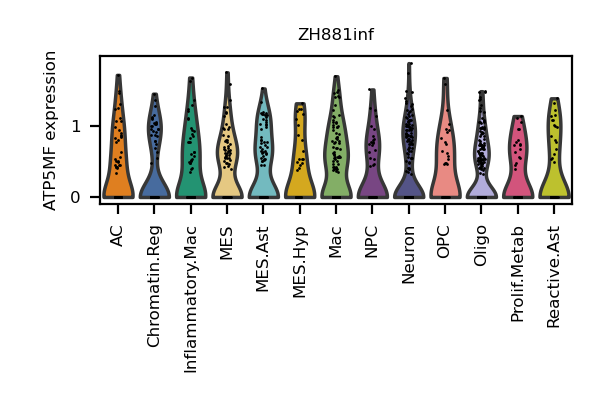 ZH881inf
ATP5MF expression
1
0
AC
Chromatin.Reg
Inflammatory.Mac
MES
MES.Ast
MES.Hyp
Mac
NPC
Neuron
OPC
Oligo
Prolif.Metab
Reactive.Ast